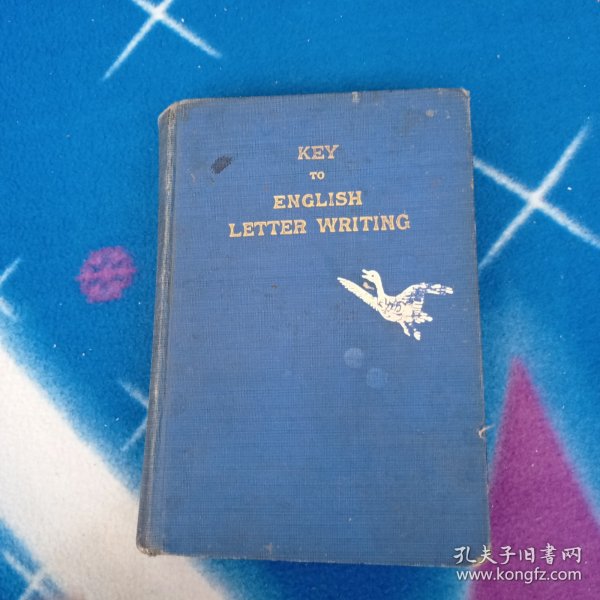 KEY
TO
ENGLISH
LETTER WRITING
孔夫子旧书网
www.kongfz.com